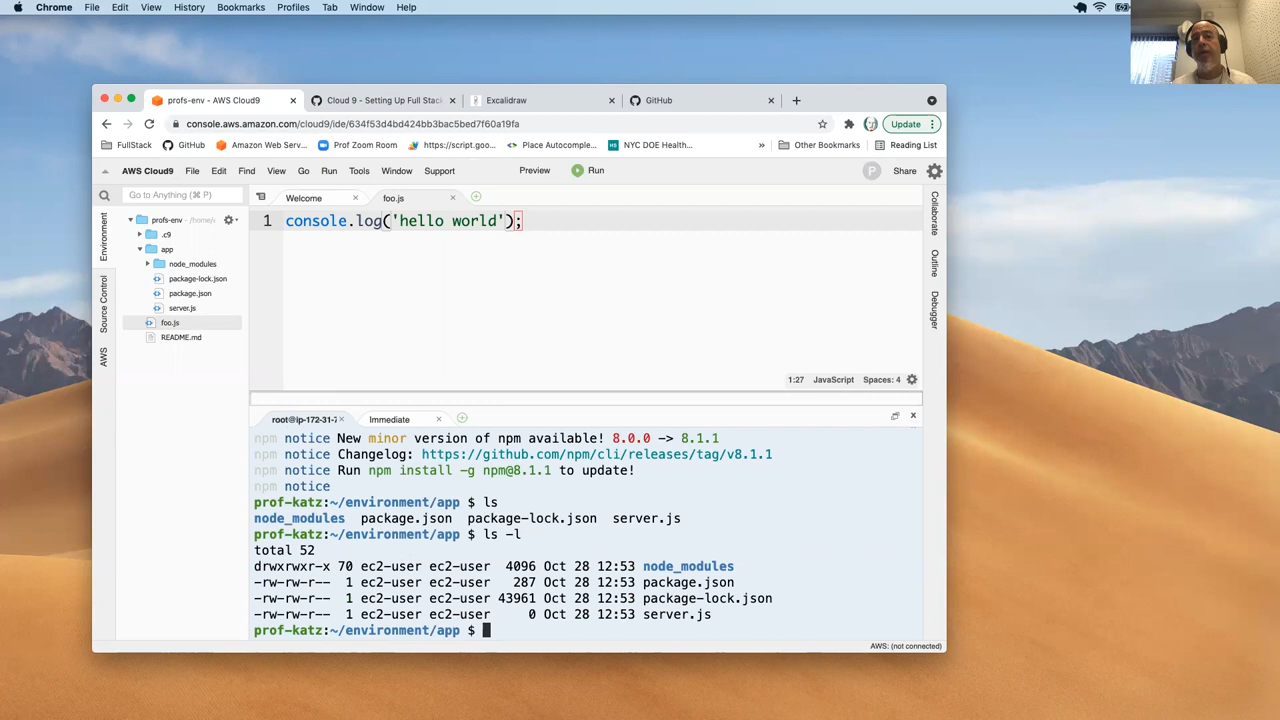 Chrome File Edit View History Bookmarks Profiles Tab Window Help
profs-env - AWS Cloud9 Cloud 9 - Setting Up Full Stack Excalidraw GitHub
console.aws.amazon.com/cloud9/ide/634f53d4bd424bb3bac5bed7f60a19fa Update
FullStack GitHub Amazon Web Serv... Prof Zoom Room https://script.goo... Place Autocomple... NYC DOE Health... » Other Bookmarks Reading List
AWS Cloud9 File Edit Find View Go Run Tools Window Support Preview Run P Share
Go to Anything (⌘ P) Welcome foo.js
Environment
Source Control
AWS
profs-env - /home/
.c9
app
node_modules
package-lock.json
package.json
server.js
foo.js
README.md
1 console.log('hello world');
1:27 JavaScript Spaces: 4
Collaborate
Outline
Debugger
root@ip-172-31- Immediate
npm notice New minor version of npm available! 8.0.0 -> 8.1.1
npm notice Changelog: https://github.com/npm/cli/releases/tag/v8.1.1
npm notice Run npm install -g npm@8.1.1 to update!
npm notice
prof-katz:~/environment/app $ ls
node_modules package.json package-lock.json server.js
prof-katz:~/environment/app $ ls -l
total 52
drwxrwxr-x 70 ec2-user ec2-user 4096 Oct 28 12:53 node_modules
-rw-rw-r-- 1 ec2-user ec2-user 287 Oct 28 12:53 package.json
-rw-rw-r-- 1 ec2-user ec2-user 43961 Oct 28 12:53 package-lock.json
-rw-rw-r-- 1 ec2-user ec2-user 0 Oct 28 12:53 server.js
prof-katz:~/environment/app $
AWS: (not connected)